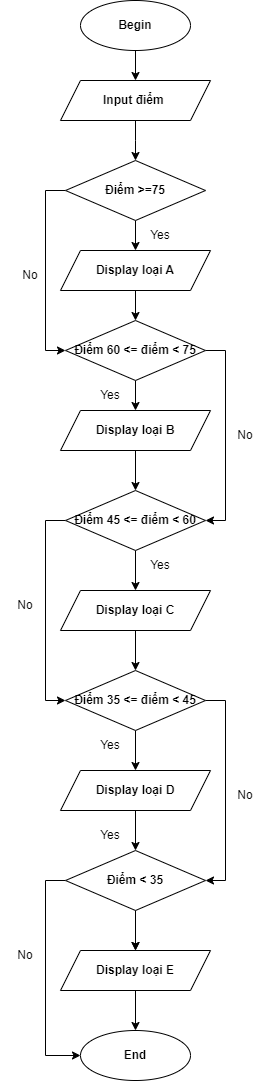 Begin
Input điểm
Điểm >=75
Yes
No
Display loại A
Điểm 60 <= điểm < 75
Yes
Display loại B
No
Điểm 45 <= điểm < 60
Yes
No
Display loại C
Điểm 35 <= điểm < 45
Yes
Display loại D
No
Yes
Điểm < 35
No
Display loại E
End